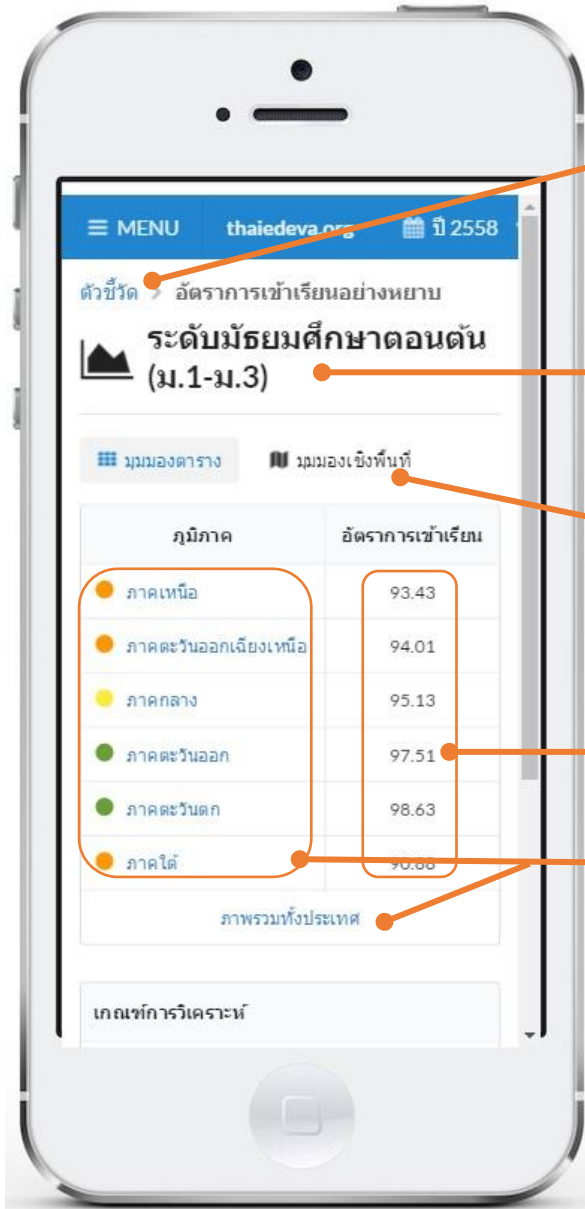 MENU thaiedeva.org ปี 2558
ตัวชี้วัด > อัตราการเข้าเรียนอย่างหยาบ
ระดับมัธยมศึกษาตอนต้น
(ม.1-ม.3)
มุมมองตาราง มุมมองเชิงพื้นที่
ภูมิภาค อัตราการเข้าเรียน
ภาคเหนือ 93.43
ภาคตะวันออกเฉียงเหนือ 94.01
ภาคกลาง 95.13
ภาคตะวันออก 97.51
ภาคตะวันตก 98.63
ภาคใต้ 90.88
ภาพรวมทั้งประเทศ
เกณฑ์การวิเคราะห์